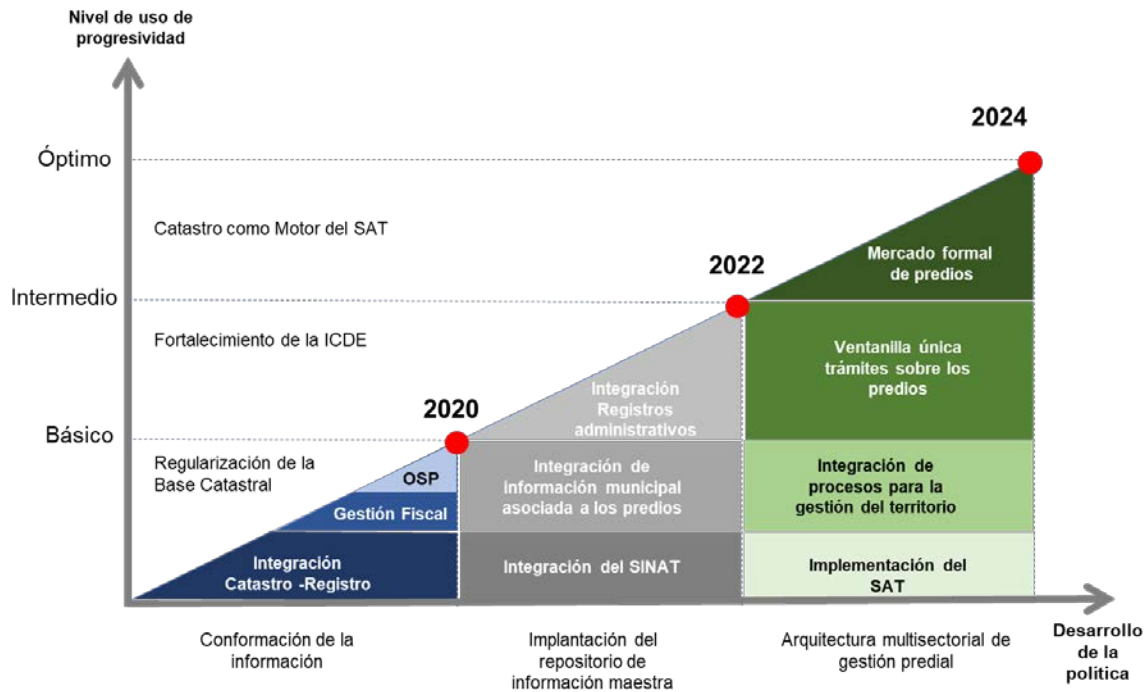 Nivel de uso de
progresividad
2024
Óptimo
Catastro como Motor del SAT
Mercado formal
de predios
2022
Intermedio
Fortalecimiento de la ICDE
Ventanilla única
trámites sobre los
predios
Integración
Registros
administrativos
2020
Básico
Regularización de la
Base Catastral
OSP
Gestión Fiscal
Integración de
información municipal
asociada a los predios
Integración de
procesos para la
gestión del territorio
Integración
Catastro -Registro
Integración del SINAT
Implementación del
SAT
Conformación de la
información
Implantación del
repositorio de
información maestra
Arquitectura multisectorial de
gestión predial
Desarrollo
de la
politica